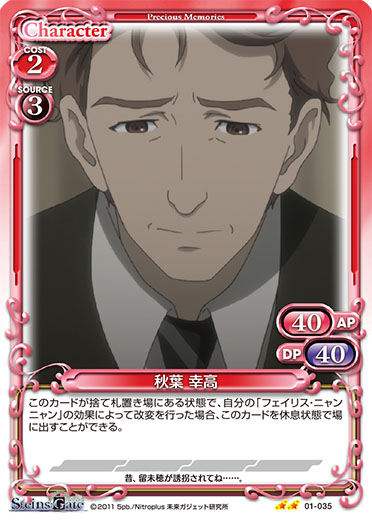 Precious Memories
Character
COST
2
SOURCE
3
40 AP
DP 40
秋葉 幸高
このカードが捨て札置き場にある状態で、自分の「フェイリス・ニャン
ニャン」の効果によって改変を行った場合、このカードを休息状態で場
に出すことができる。
昔、留未穂が誘拐されてね……。
Steins;Gate
©2011 5pb./Nitroplus 未来ガジェット研究所
01-035